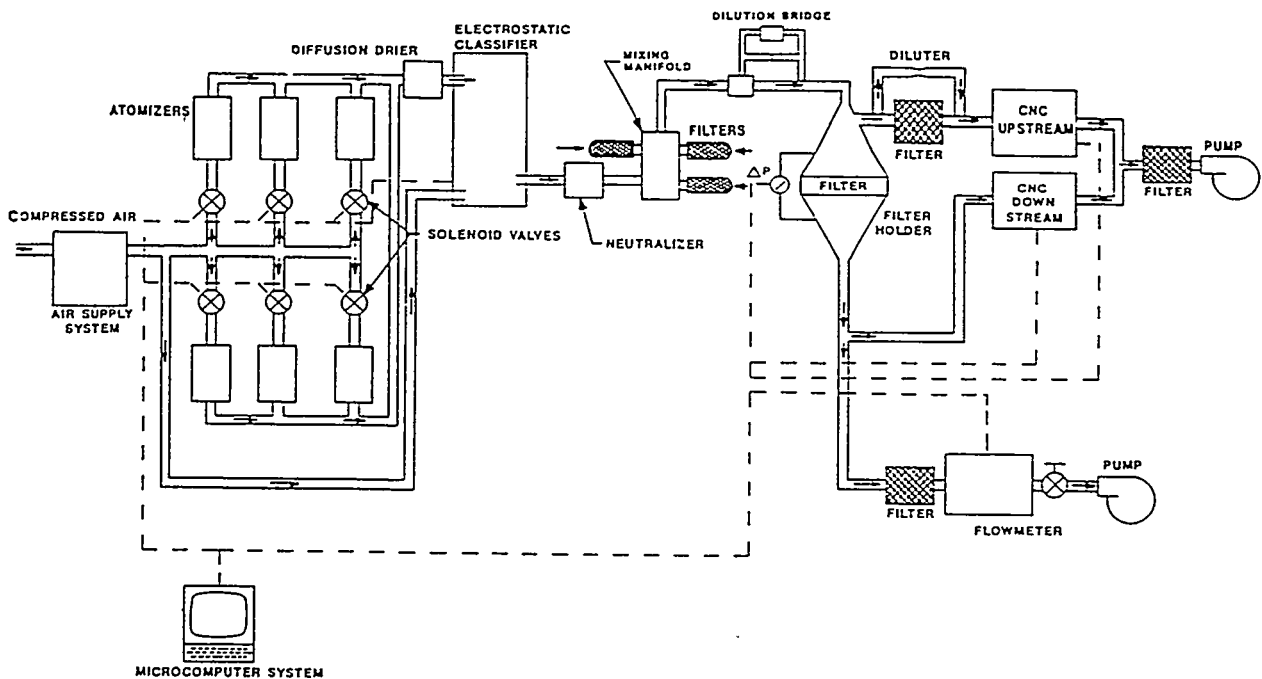 DILUTION BRIDGE
ELECTROSTATIC
CLASSIFIER
DIFFUSION DRIER
MIXING
MANIFOLD
DILUTER
ATOMIZERS
FILTERS
CNC
UPSTREAM
FILTER
PUMP
FILTER
ΔP
FILTER
CNC
DOWN
STREAM
COMPRESSED AIR
SOLENOID VALVES
NEUTRALIZER
FILTER
HOLDER
AIR SUPPLY
SYSTEM
PUMP
FILTER
FLOWMETER
MICROCOMPUTER SYSTEM